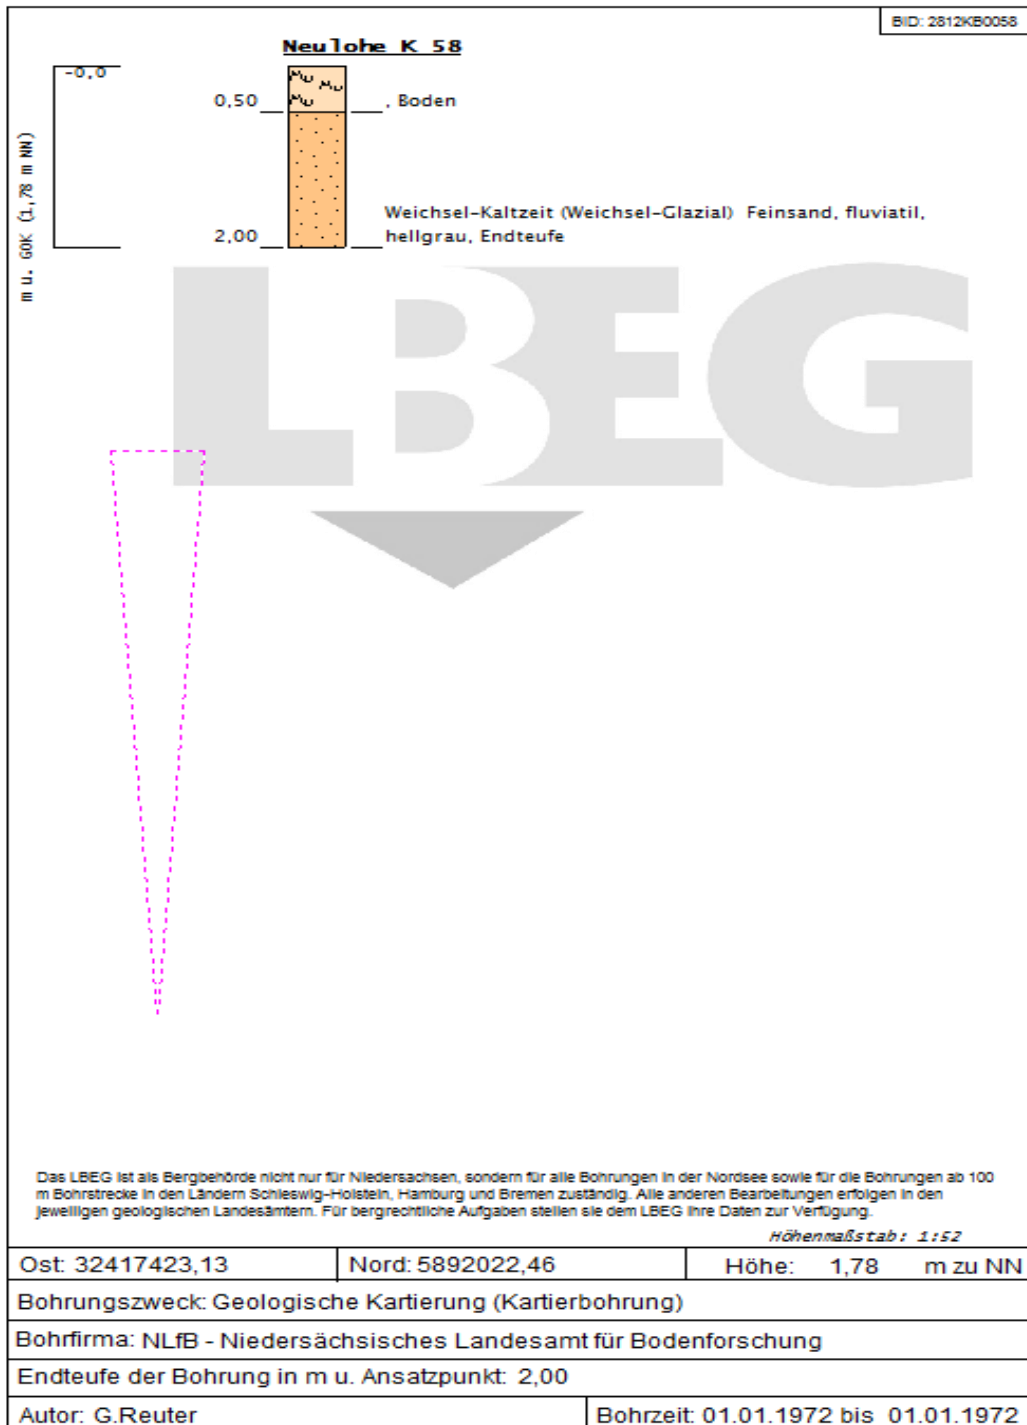 BID: 2812KB0058
Neulohe K 58
-0,0
0,50
, Boden
m u. GOK (1,78 m NN)
Weichsel-Kaltzeit (Weichsel-Glazial) Feinsand, fluviatil,
2,00
hellgrau, Endteufe
LBEG
Das LBEG ist als Bergbehörde nicht nur für Niedersachsen, sondern für alle Bohrungen in der Nordsee sowie für die Bohrungen ab 100
m Bohrstrecke in den Ländern Schleswig-Holstein, Hamburg und Bremen zuständig. Alle anderen Bearbeitungen erfolgen in den
jeweiligen geologischen Landesämtern. Für bergrechtliche Aufgaben stellen sie dem LBEG ihre Daten zur Verfügung.
Höhenmaßstab: 1:52
Ost: 32417423,13 Nord: 5892022,46 Höhe: 1,78 m zu NN
Bohrungszweck: Geologische Kartierung (Kartierbohrung)
Bohrfirma: NLfB - Niedersächsisches Landesamt für Bodenforschung
Endteufe der Bohrung in m u. Ansatzpunkt: 2,00
Autor: G.Reuter Bohrzeit: 01.01.1972 bis 01.01.1972